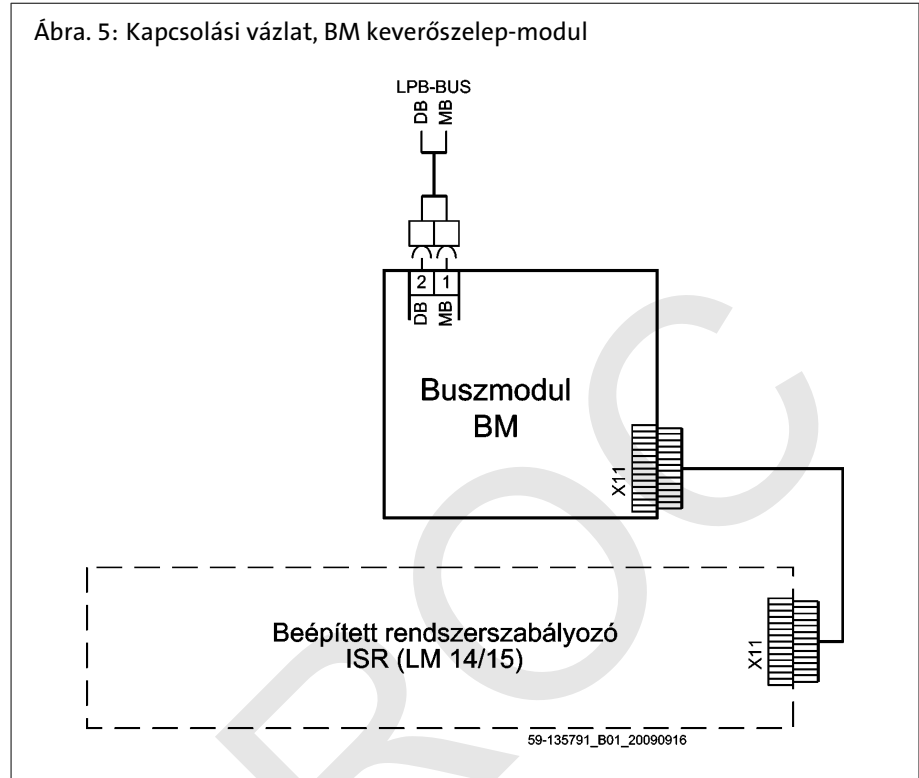 Ábra. 5: Kapcsolási vázlat, BM keverőszelep-modul
LPB-BUS
DB
MB
2 1
DB
MB
Buszmodul
BM
X11
Beépített rendszerszabályozó
ISR (LM 14/15)
X11
59-135791_B01_20090916
ROC